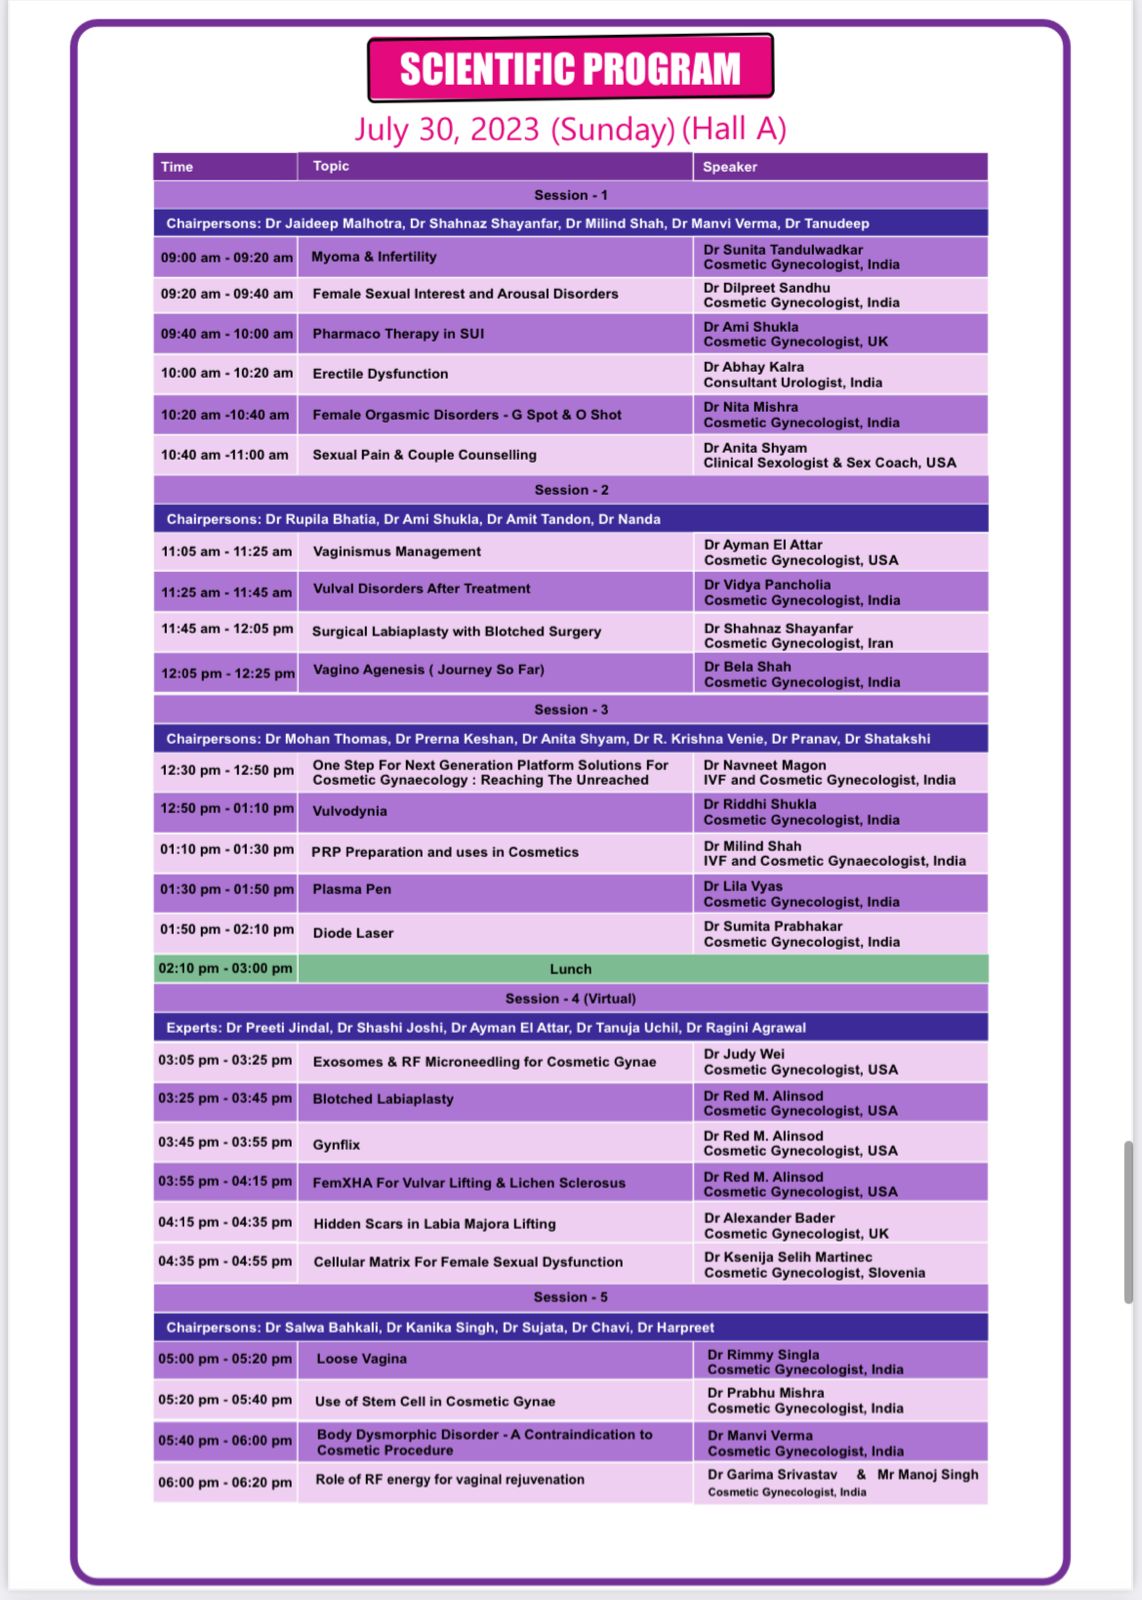 SCIENTIFIC PROGRAM
July 30, 2023 (Sunday) (Hall A)
Time Topic Speaker
Session - 1
Chairpersons: Dr Jaideep Malhotra, Dr Shahnaz Shayanfar, Dr Milind Shah, Dr Manvi Verma, Dr Tanudeep
09:00 am - 09:20 am Myoma & Infertility Dr Sunita Tandulwadkar
Cosmetic Gynecologist, India
09:20 am - 09:40 am Female Sexual Interest and Arousal Disorders Dr Dilpreet Sandhu
Cosmetic Gynecologist, India
09:40 am - 10:00 am Pharmaco Therapy in SUI Dr Ami Shukla
Cosmetic Gynecologist, UK
10:00 am - 10:20 am Erectile Dysfunction Dr Abhay Kalra
Consultant Urologist, India
10:20 am -10:40 am Female Orgasmic Disorders - G Spot & O Shot Dr Nita Mishra
Cosmetic Gynecologist, India
10:40 am -11:00 am Sexual Pain & Couple Counselling Dr Anita Shyam
Clinical Sexologist & Sex Coach, USA
Session - 2
Chairpersons: Dr Rupila Bhatia, Dr Ami Shukla, Dr Amit Tandon, Dr Nanda
11:05 am - 11:25 am Vaginismus Management Dr Ayman El Attar
Cosmetic Gynecologist, USA
11:25 am - 11:45 am Vulval Disorders After Treatment Dr Vidya Pancholia
Cosmetic Gynecologist, India
11:45 am - 12:05 pm Surgical Labiaplasty with Blotched Surgery Dr Shahnaz Shayanfar
Cosmetic Gynecologist, Iran
12:05 pm - 12:25 pm Vagino Agenesis ( Journey So Far) Dr Bela Shah
Cosmetic Gynecologist, India
Session - 3
Chairpersons: Dr Mohan Thomas, Dr Prerna Keshan, Dr Anita Shyam, Dr R. Krishna Venie, Dr Pranav, Dr Shatakshi
12:30 pm - 12:50 pm One Step For Next Generation Platform Solutions For Dr Navneet Magon
Cosmetic Gynaecology : Reaching The Unreached IVF and Cosmetic Gynecologist, India
12:50 pm - 01:10 pm Vulvodynia Dr Riddhi Shukla
Cosmetic Gynecologist, India
01:10 pm - 01:30 pm PRP Preparation and uses in Cosmetics Dr Milind Shah
IVF and Cosmetic Gynaecologist, India
01:30 pm - 01:50 pm Plasma Pen Dr Lila Vyas
Cosmetic Gynecologist, India
01:50 pm - 02:10 pm Diode Laser Dr Sumita Prabhakar
Cosmetic Gynecologist, India
02:10 pm - 03:00 pm Lunch
Session - 4 (Virtual)
Experts: Dr Preeti Jindal, Dr Shashi Joshi, Dr Ayman El Attar, Dr Tanuja Uchil, Dr Ragini Agrawal
03:05 pm - 03:25 pm Exosomes & RF Microneedling for Cosmetic Gynae Dr Judy Wei
Cosmetic Gynecologist, USA
03:25 pm - 03:45 pm Blotched Labiaplasty Dr Red M. Alinsod
Cosmetic Gynecologist, USA
03:45 pm - 03:55 pm Gynflix Dr Red M. Alinsod
Cosmetic Gynecologist, USA
03:55 pm - 04:15 pm FemXHA For Vulvar Lifting & Lichen Sclerosus Dr Red M. Alinsod
Cosmetic Gynecologist, USA
04:15 pm - 04:35 pm Hidden Scars in Labia Majora Lifting Dr Alexander Bader
Cosmetic Gynecologist, UK
04:35 pm - 04:55 pm Cellular Matrix For Female Sexual Dysfunction Dr Ksenija Selih Martinec
Cosmetic Gynecologist, Slovenia
Session - 5
Chairpersons: Dr Salwa Bahkali, Dr Kanika Singh, Dr Sujata, Dr Chavi, Dr Harpreet
05:00 pm - 05:20 pm Loose Vagina Dr Rimmy Singla
Cosmetic Gynecologist, India
05:20 pm - 05:40 pm Use of Stem Cell in Cosmetic Gynae Dr Prabhu Mishra
Cosmetic Gynecologist, India
05:40 pm - 06:00 pm Body Dysmorphic Disorder - A Contraindication to Dr Manvi Verma
Cosmetic Procedure Cosmetic Gynecologist, India
06:00 pm - 06:20 pm Role of RF energy for vaginal rejuvenation Dr Garima Srivastav & Mr Manoj Singh
Cosmetic Gynecologist, India